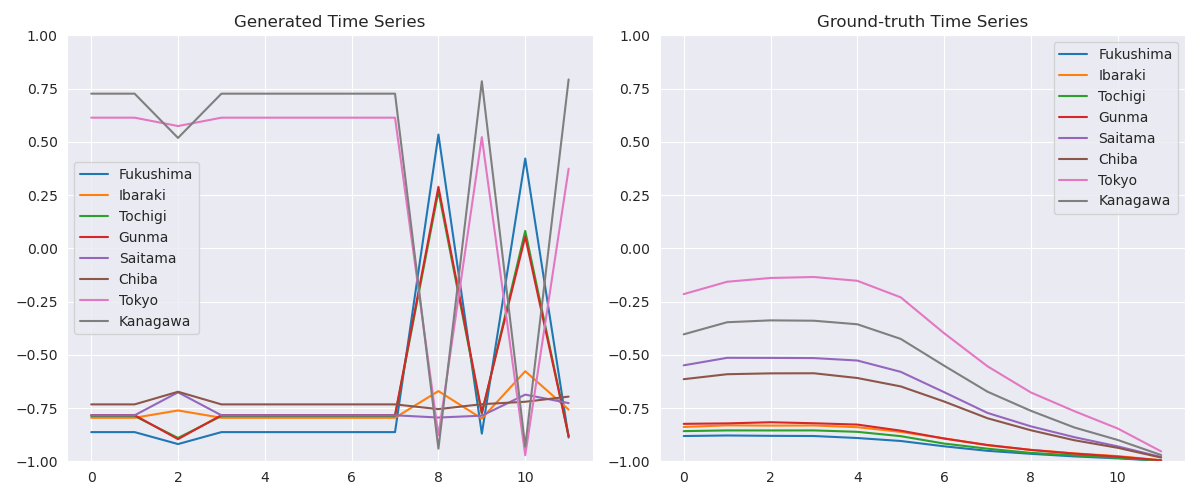 Generated Time Series
1.00
0.75
0.50
0.25
0.00
−0.25
−0.50
−0.75
−1.00
0 2 4 6 8 10
Fukushima
Ibaraki
Tochigi
Gunma
Saitama
Chiba
Tokyo
Kanagawa
Ground-truth Time Series
1.00
0.75
0.50
0.25
0.00
−0.25
−0.50
−0.75
−1.00
0 2 4 6 8 10
Fukushima
Ibaraki
Tochigi
Gunma
Saitama
Chiba
Tokyo
Kanagawa